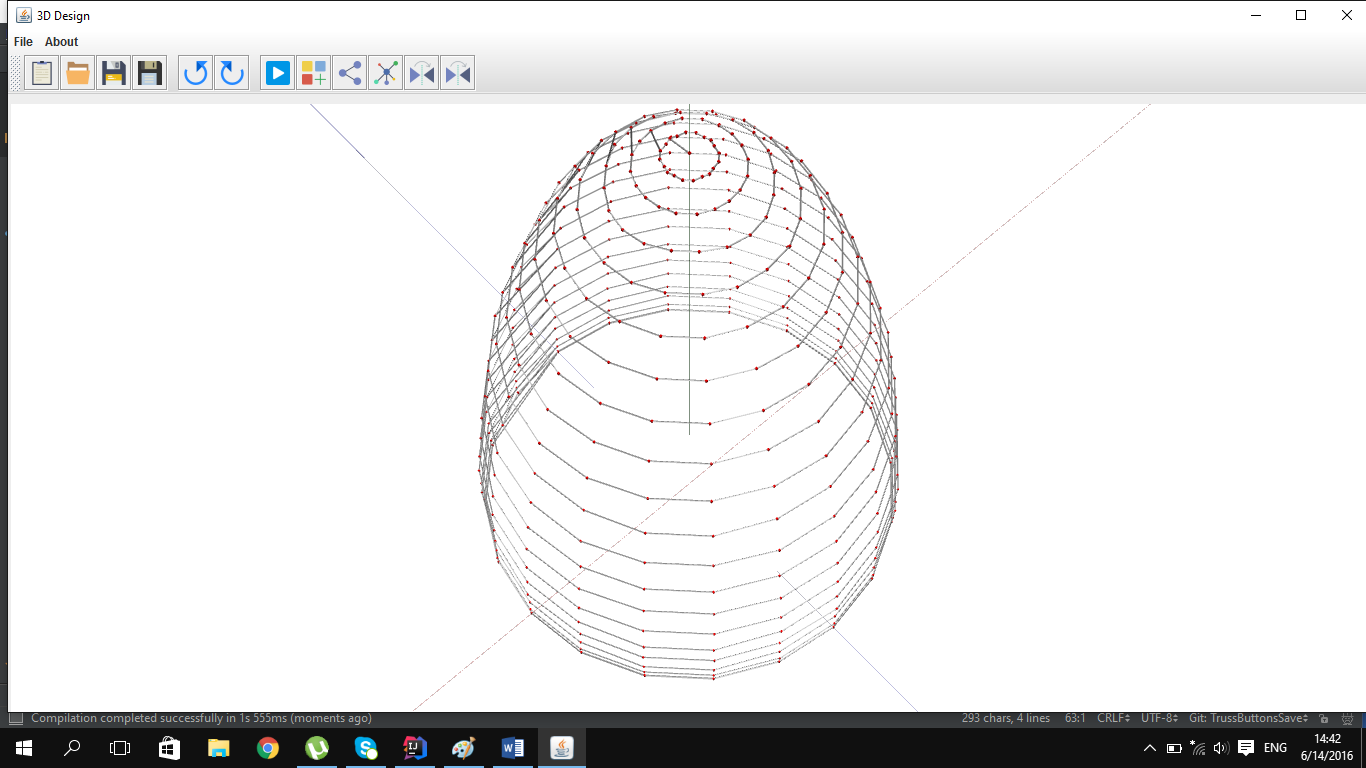 3D Design
File About
Compilation completed successfully in 1s 555ms (moments ago)
293 chars, 4 lines 63:1 CRLF UTF-8 Git: TrussButtonsSave
ENG
14:42
6/14/2016